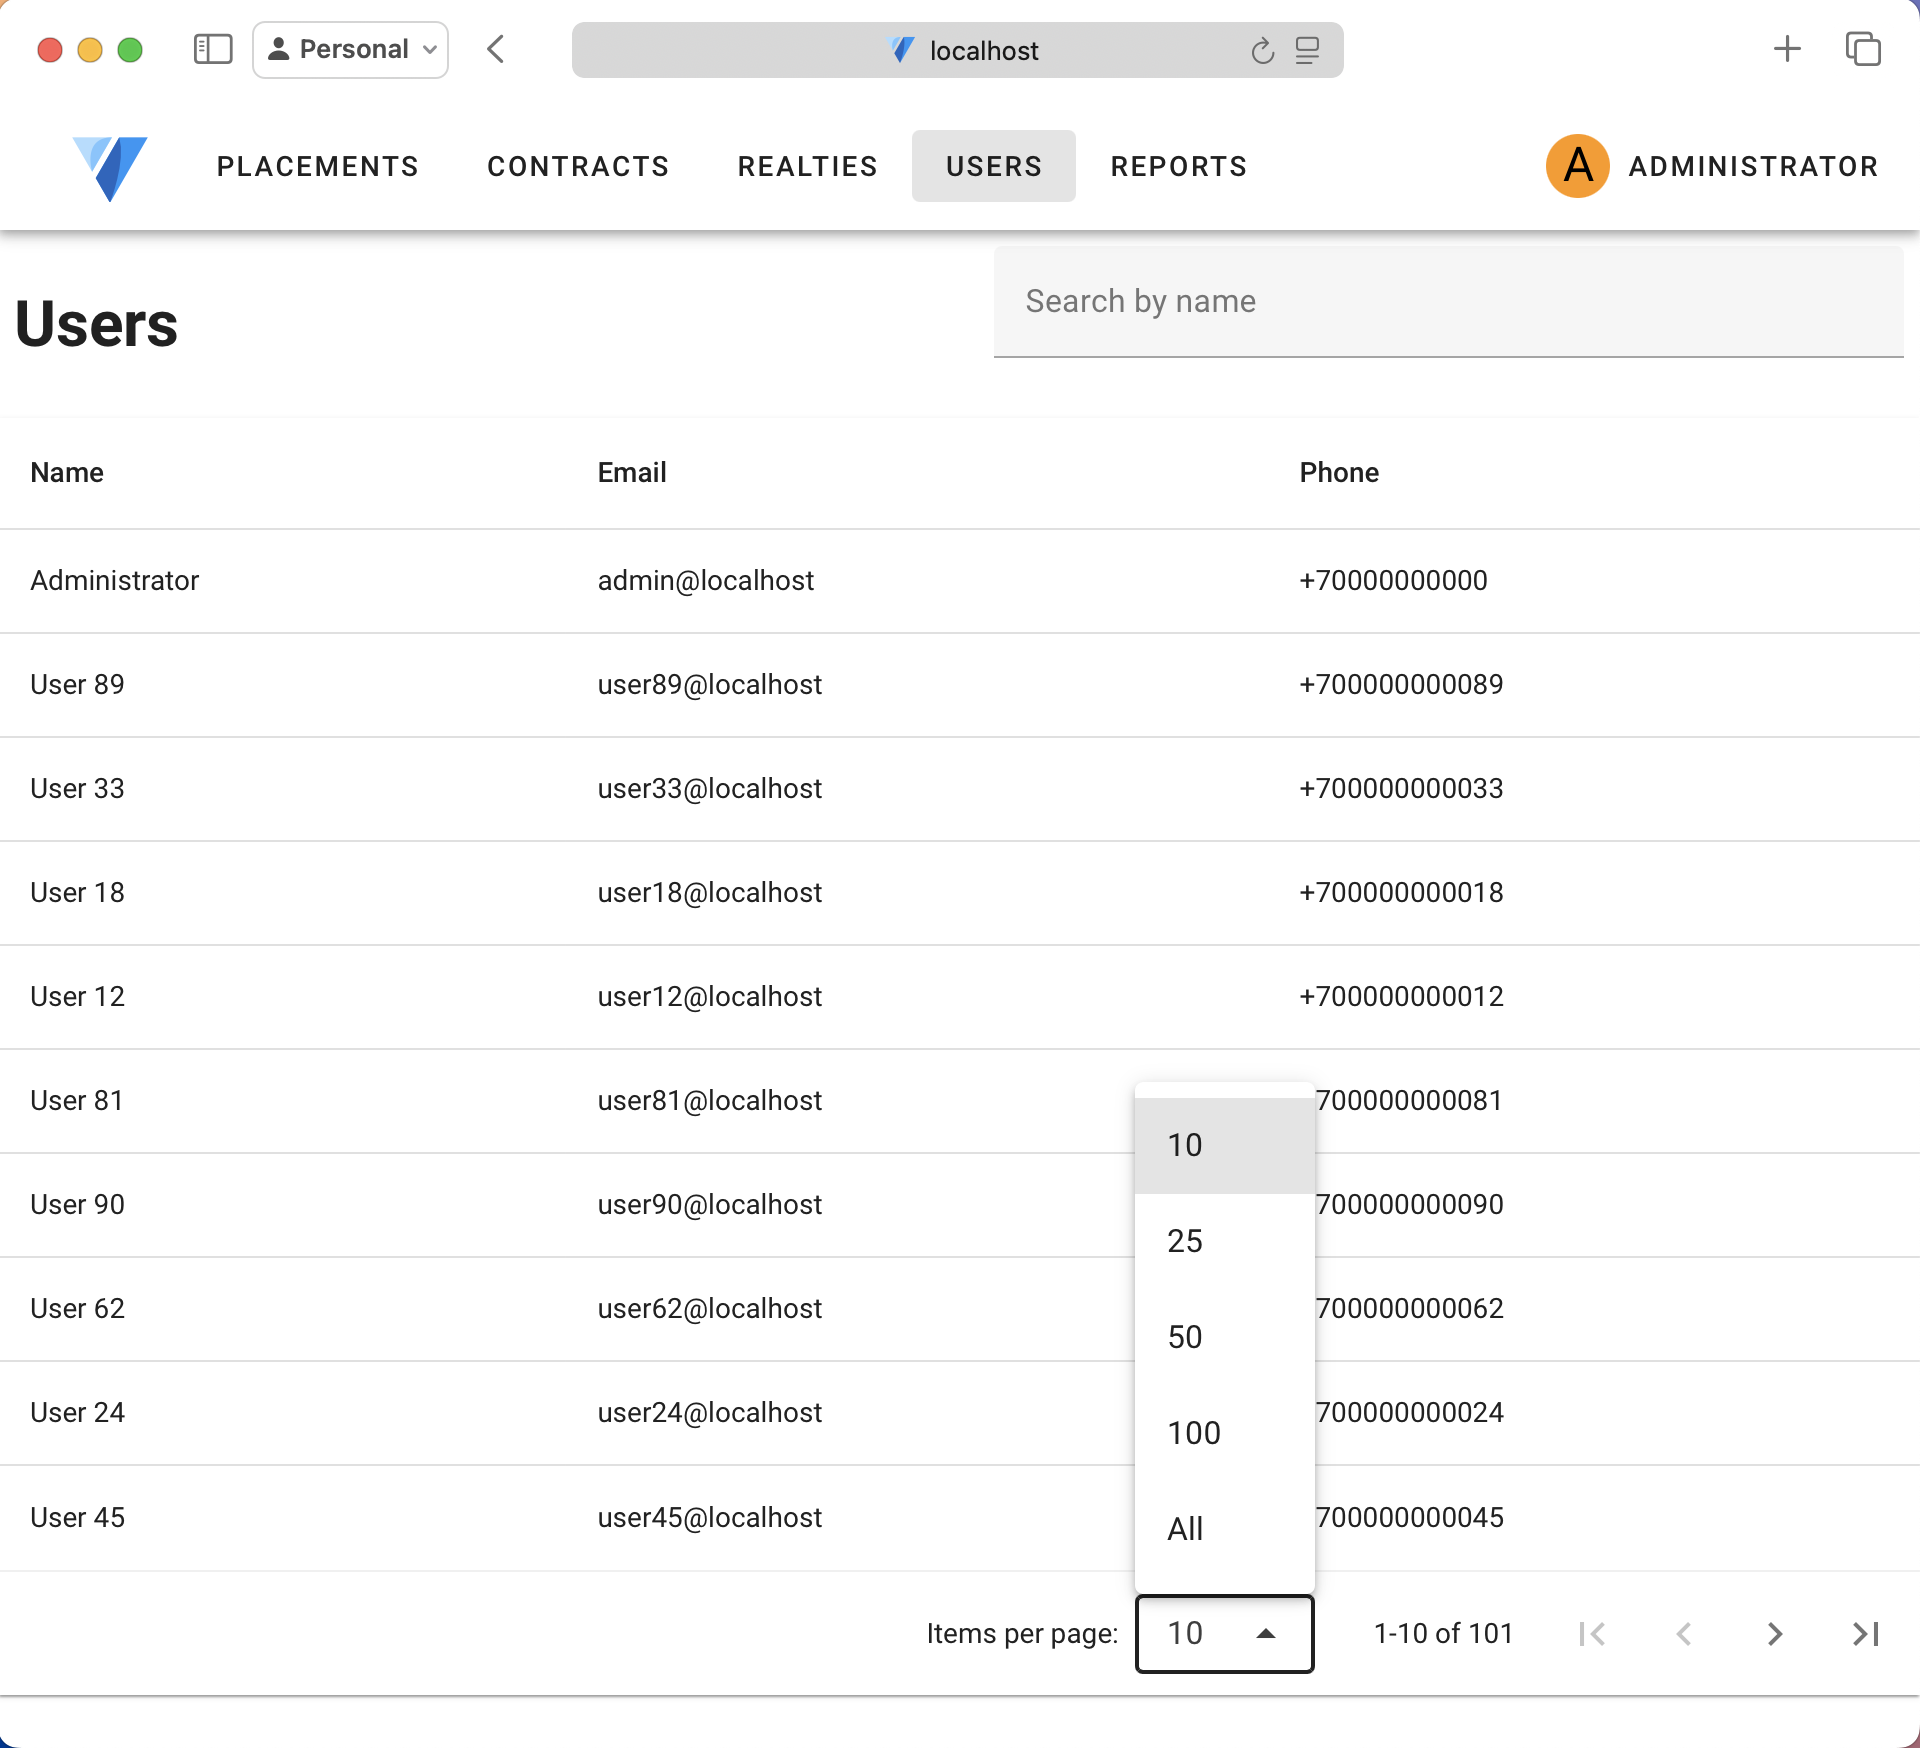 Personal
localhost
PLACEMENTS CONTRACTS REALTIES USERS REPORTS A ADMINISTRATOR
Users
Search by name
Name Email Phone
Administrator admin@localhost +70000000000
User 89 user89@localhost +700000000089
User 33 user33@localhost +700000000033
User 18 user18@localhost +700000000018
User 12 user12@localhost +700000000012
User 81 user81@localhost 700000000081
10
User 90 user90@localhost 700000000090
25
User 62 user62@localhost 700000000062
50
User 24 user24@localhost 700000000024
100
User 45 user45@localhost 700000000045
All
Items per page: 10 1-10 of 101